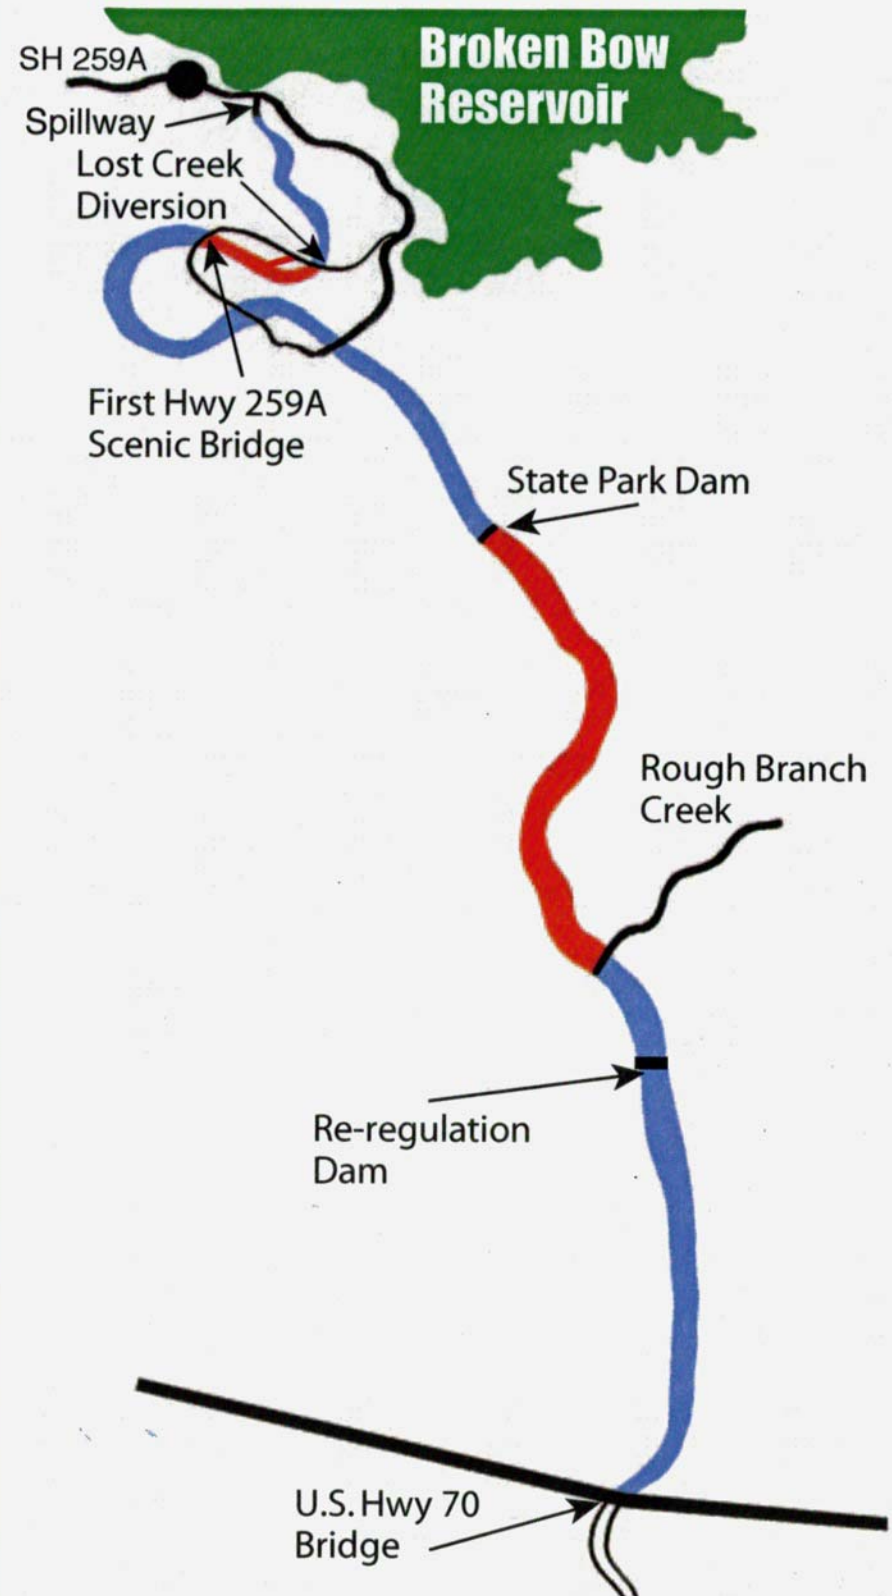 Broken Bow
Reservoir
SH 259A
Spillway
Lost Creek
Diversion
First Hwy 259A
Scenic Bridge
State Park Dam
Rough Branch
Creek
Re-regulation
Dam
U.S. Hwy 70
Bridge